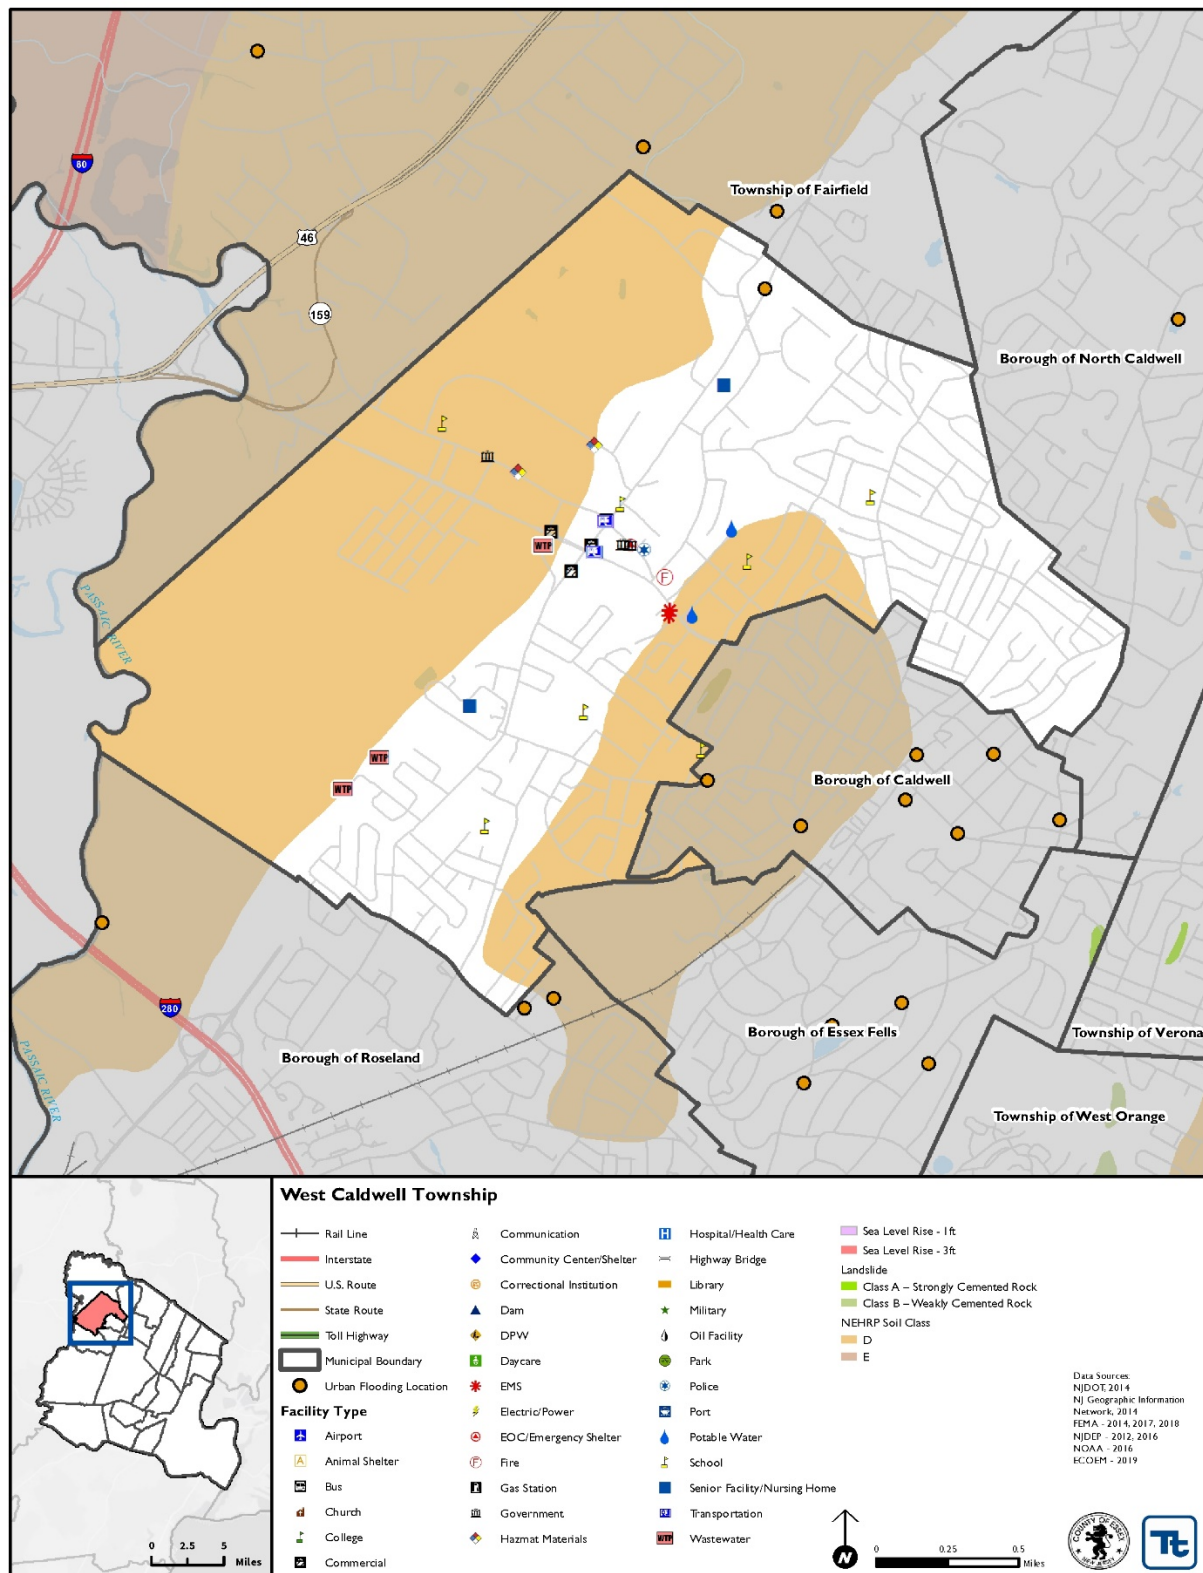 80
Township of Fairfield
46
159
Borough of North Caldwell
WTP
F
PASSAIC RIVER
WTP
WTP
Borough of Caldwell
280
Borough of Roseland
Borough of Essex Fells
Township of Verona
PASSAIC RIVER
Township of West Orange
West Caldwell Township
Rail Line
Interstate
U.S. Route
State Route
Toll Highway
Municipal Boundary
Urban Flooding Location
Facility Type
Airport
A Animal Shelter
Bus
Church
College
Commercial
Communication
Community Center/Shelter
Correctional Institution
Dam
DPW
Daycare
EMS
Electric/Power
EOC/Emergency Shelter
F Fire
Gas Station
Government
Hazmat Materials
H Hospital/Health Care
Highway Bridge
Library
Military
Oil Facility
Park
Police
Port
Potable Water
School
Senior Facility/Nursing Home
Transportation
WTP Wastewater
Sea Level Rise - 1ft
Sea Level Rise - 3ft
Landslide
Class A – Strongly Cemented Rock
Class B – Weakly Cemented Rock
NEHRP Soil Class
D
E
Data Sources:
NJDOT, 2014
NJ Geographic Information
Network, 2014
FEMA - 2014, 2017, 2018
NJDEP - 2012, 2016
NOAA - 2016
ECOEM - 2019
0 2.5 5
Miles
N
0 0.25 0.5
Miles
COUNTY OF ESSEX
NEW JERSEY
Tt